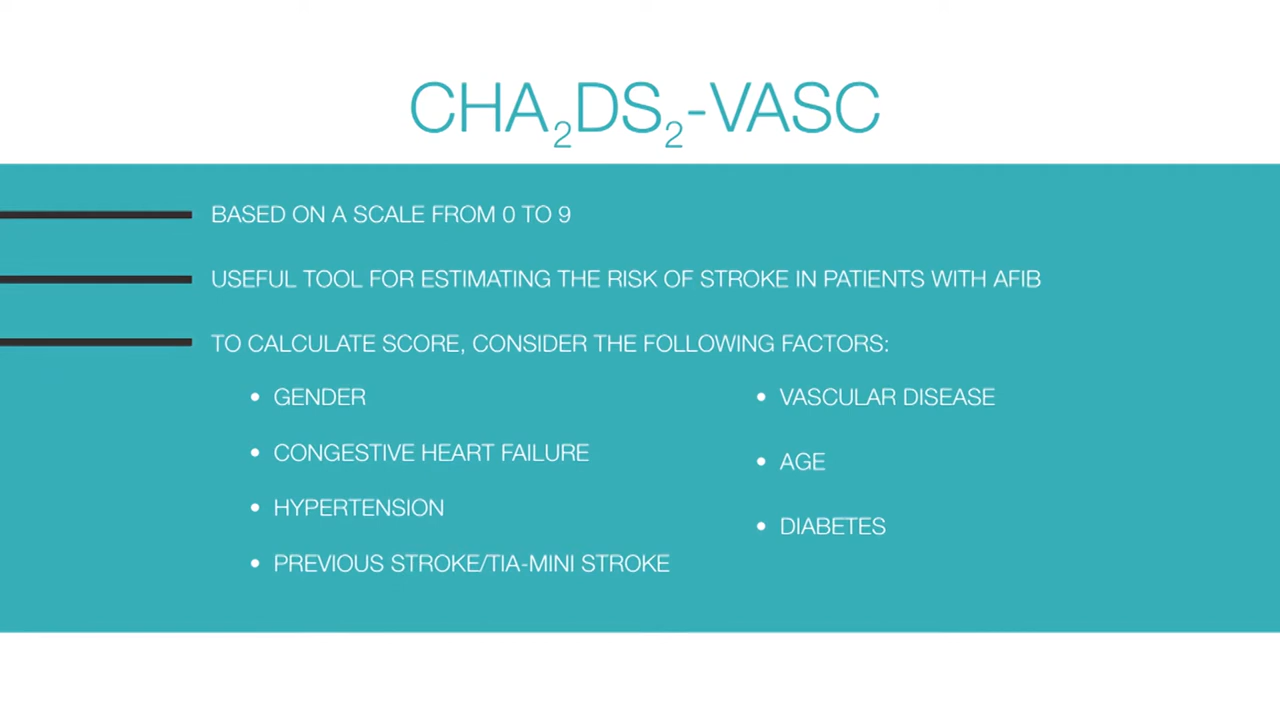 CHA₂DS₂-VASC
BASED ON A SCALE FROM 0 TO 9
USEFUL TOOL FOR ESTIMATING THE RISK OF STROKE IN PATIENTS WITH AFIB
TO CALCULATE SCORE, CONSIDER THE FOLLOWING FACTORS:
• GENDER
• CONGESTIVE HEART FAILURE
• HYPERTENSION
• PREVIOUS STROKE/TIA-MINI STROKE
• VASCULAR DISEASE
• AGE
• DIABETES